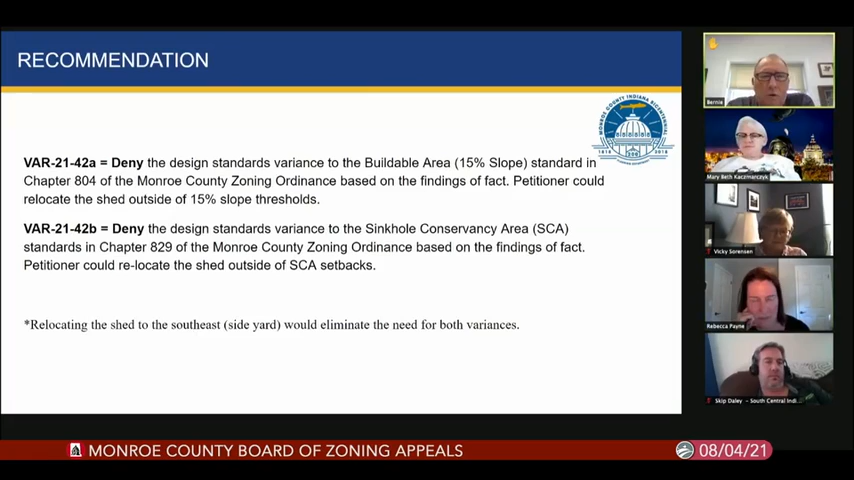 RECOMMENDATION
MONROE COUNTY INDIANA BICENTENNIAL
VAR-21-42a = Deny the design standards variance to the Buildable Area (15% Slope) standard in
Chapter 804 of the Monroe County Zoning Ordinance based on the findings of fact. Petitioner could
relocate the shed outside of 15% slope thresholds.
VAR-21-42b = Deny the design standards variance to the Sinkhole Conservancy Area (SCA)
standards in Chapter 829 of the Monroe County Zoning Ordinance based on the findings of fact.
Petitioner could re-locate the shed outside of SCA setbacks.
*Relocating the shed to the southeast (side yard) would eliminate the need for both variances.
Bernie
Mary Beth Kaczmarczyk
Vicky Sorensen
Rebecca Payne
Skip Daley - South Central Indi...
MONROE COUNTY BOARD OF ZONING APPEALS
08/04/21